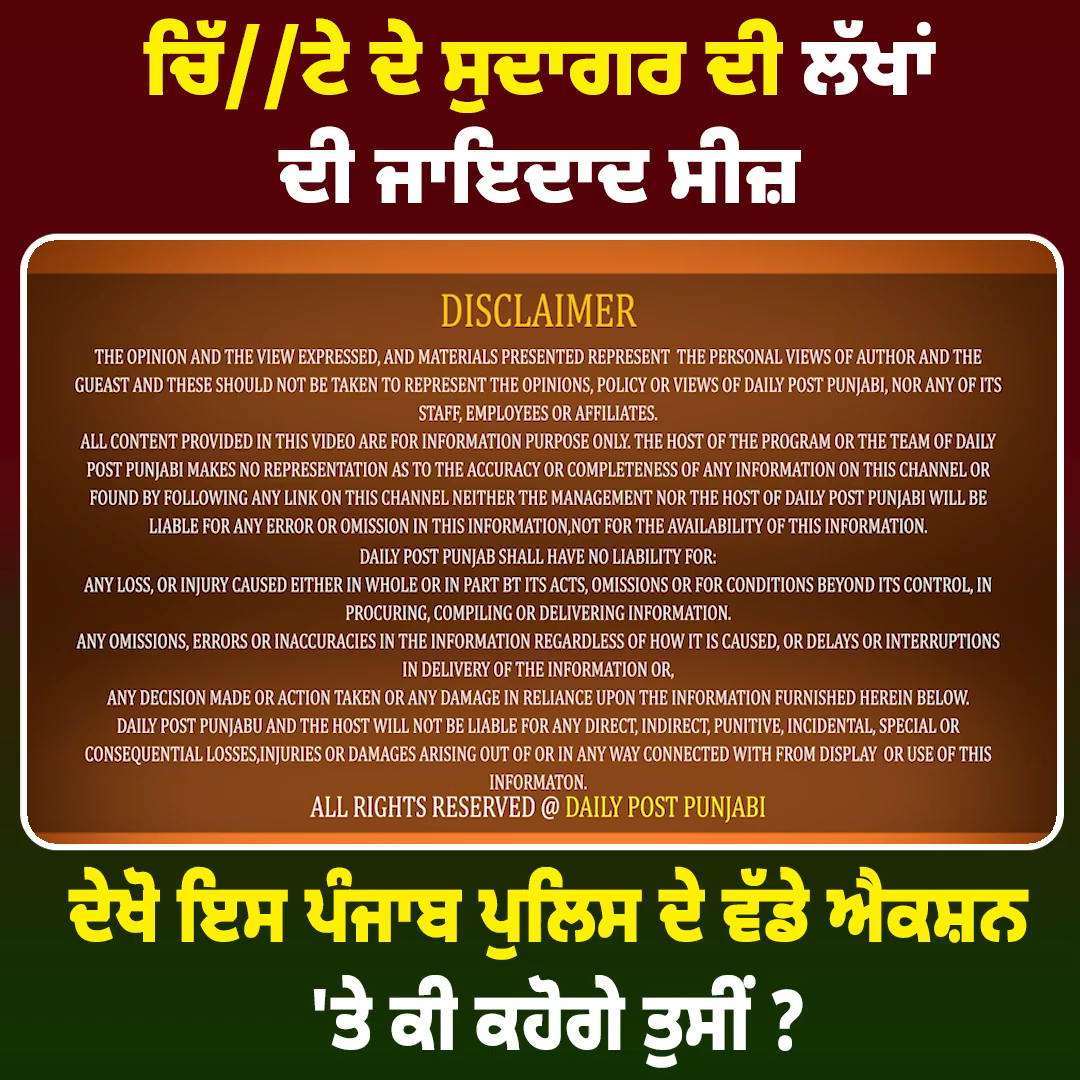 ਚਿੱ//ਟੇ ਦੇ ਸੁਦਾਗਰ ਦੀ ਲੱਖਾਂ
ਦੀ ਜਾਇਦਾਦ ਸੀਜ਼
DISCLAIMER
THE OPINION AND THE VIEW EXPRESSED, AND MATERIALS PRESENTED REPRESENT THE PERSONAL VIEWS OF AUTHOR AND THE
GUEAST AND THESE SHOULD NOT BE TAKEN TO REPRESENT THE OPINIONS, POLICY OR VIEWS OF DAILY POST PUNJABI, NOR ANY OF ITS
STAFF, EMPLOYEES OR AFFILIATES.
ALL CONTENT PROVIDED IN THIS VIDEO ARE FOR INFORMATION PURPOSE ONLY. THE HOST OF THE PROGRAM OR THE TEAM OF DAILY
POST PUNJABI MAKES NO REPRESENTATION AS TO THE ACCURACY OR COMPLETENESS OF ANY INFORMATION ON THIS CHANNEL OR
FOUND BY FOLLOWING ANY LINK ON THIS CHANNEL NEITHER THE MANAGEMENT NOR THE HOST OF DAILY POST PUNJABI WILL BE
LIABLE FOR ANY ERROR OR OMISSION IN THIS INFORMATION,NOT FOR THE AVAILABILITY OF THIS INFORMATION.
DAILY POST PUNJAB SHALL HAVE NO LIABILITY FOR:
ANY LOSS, OR INJURY CAUSED EITHER IN WHOLE OR IN PART BT ITS ACTS, OMISSIONS OR FOR CONDITIONS BEYOND ITS CONTROL, IN
PROCURING, COMPILING OR DELIVERING INFORMATION.
ANY OMISSIONS, ERRORS OR INACCURACIES IN THE INFORMATION REGARDLESS OF HOW IT IS CAUSED, OR DELAYS OR INTERRUPTIONS
IN DELIVERY OF THE INFORMATION OR,
ANY DECISION MADE OR ACTION TAKEN OR ANY DAMAGE IN RELIANCE UPON THE INFORMATION FURNISHED HEREIN BELOW.
DAILY POST PUNJABU AND THE HOST WILL NOT BE LIABLE FOR ANY DIRECT, INDIRECT, PUNITIVE, INCIDENTAL, SPECIAL OR
CONSEQUENTIAL LOSSES,INJURIES OR DAMAGES ARISING OUT OF OR IN ANY WAY CONNECTED WITH FROM DISPLAY OR USE OF THIS
INFORMATON.
ALL RIGHTS RESERVED @ DAILY POST PUNJABI
ਦੇਖੋ ਇਸ ਪੰਜਾਬ ਪੁਲਿਸ ਦੇ ਵੱਡੇ ਐਕਸ਼ਨ
'ਤੇ ਕੀ ਕਹੋਗੇ ਤੁਸੀਂ ?